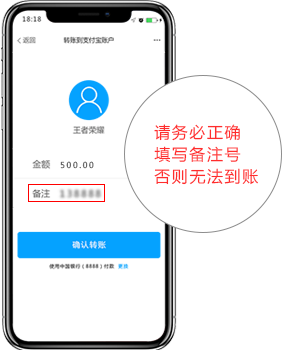 18:18
返回
转账到支付宝账户
王者荣耀
金额 500.00
备注
确认转账
使用中国银行（8888）付款 更换
请务必正确
填写备注号
否则无法到账